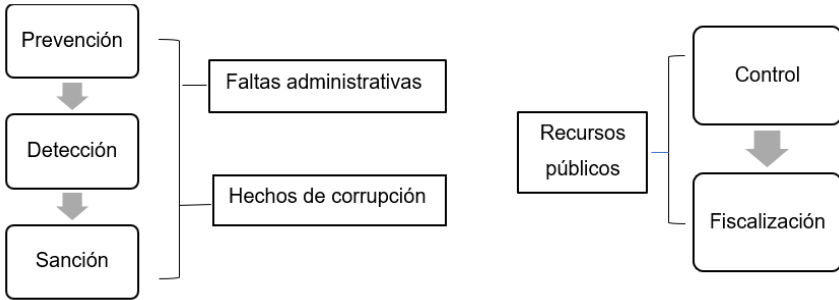 Prevención
Detección
Sanción
Faltas administrativas
Hechos de corrupción
Recursos
públicos
Control
Fiscalización